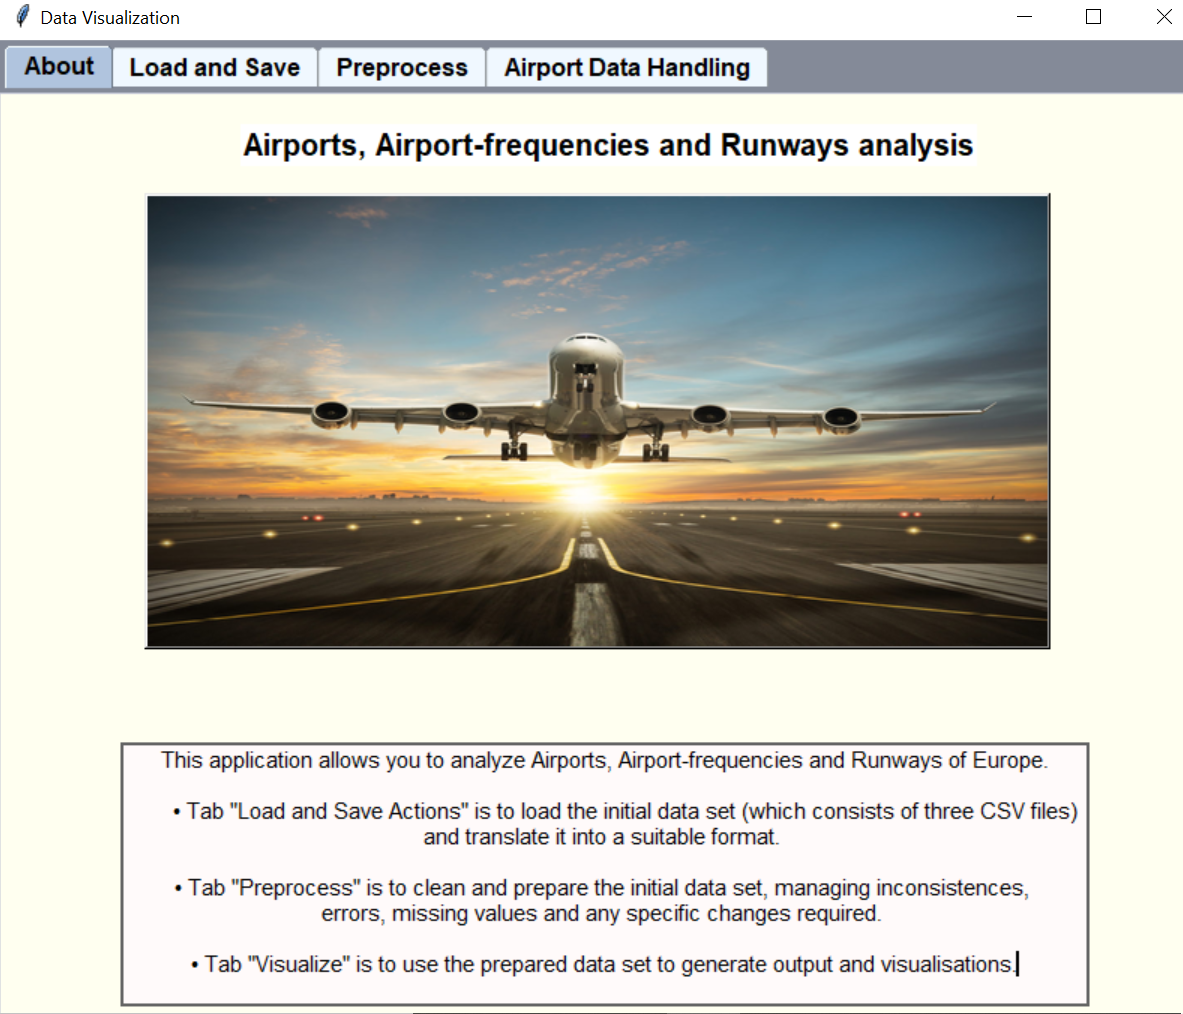 Data Visualization
About
Load and Save
Preprocess
Airport Data Handling
Airports, Airport-frequencies and Runways analysis
This application allows you to analyze Airports, Airport-frequencies and Runways of Europe.
• Tab "Load and Save Actions" is to load the initial data set (which consists of three CSV files)
and translate it into a suitable format.
• Tab "Preprocess" is to clean and prepare the initial data set, managing inconsistences,
errors, missing values and any specific changes required.
• Tab "Visualize" is to use the prepared data set to generate output and visualisations.